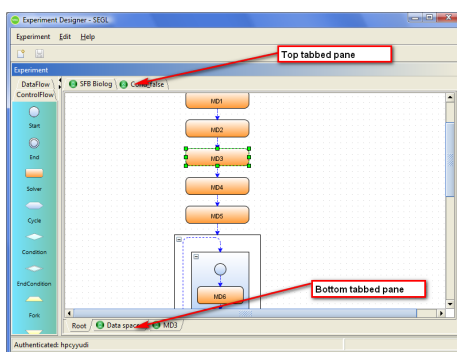 Experiment Designer - SEGL
Experiment Edit Help
Top tabbed pane
Experiment
DataFlow
ControlFlow
SFB Biolog
Cond_false
Start
End
Solver
Cycle
Condition
EndCondition
Fork
MD1
MD2
MD3
MD4
MD5
MD6
Bottom tabbed pane
Root
Data space
MD3
Authenticated: hpcyyudi